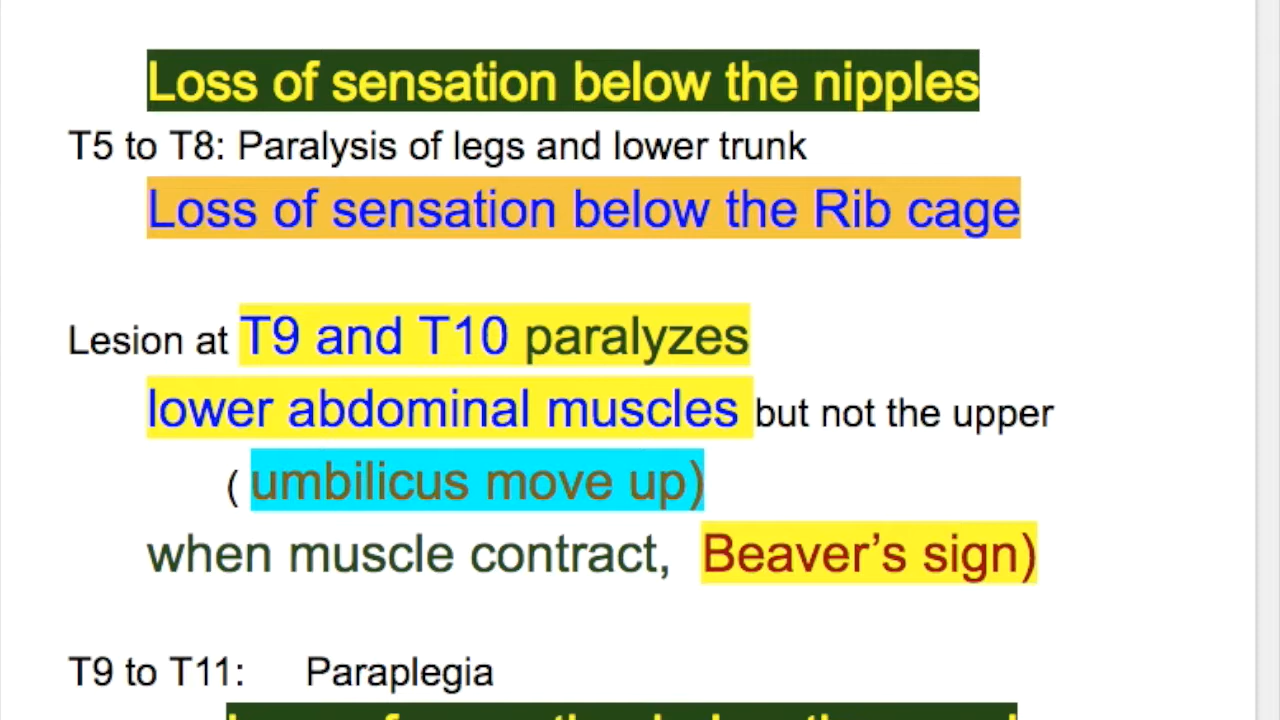 Loss of sensation below the nipples
T5 to T8: Paralysis of legs and lower trunk
Loss of sensation below the Rib cage
Lesion at T9 and T10 paralyzes
lower abdominal muscles but not the upper
( umbilicus move up)
when muscle contract, Beaver’s sign)
T9 to T11: Paraplegia